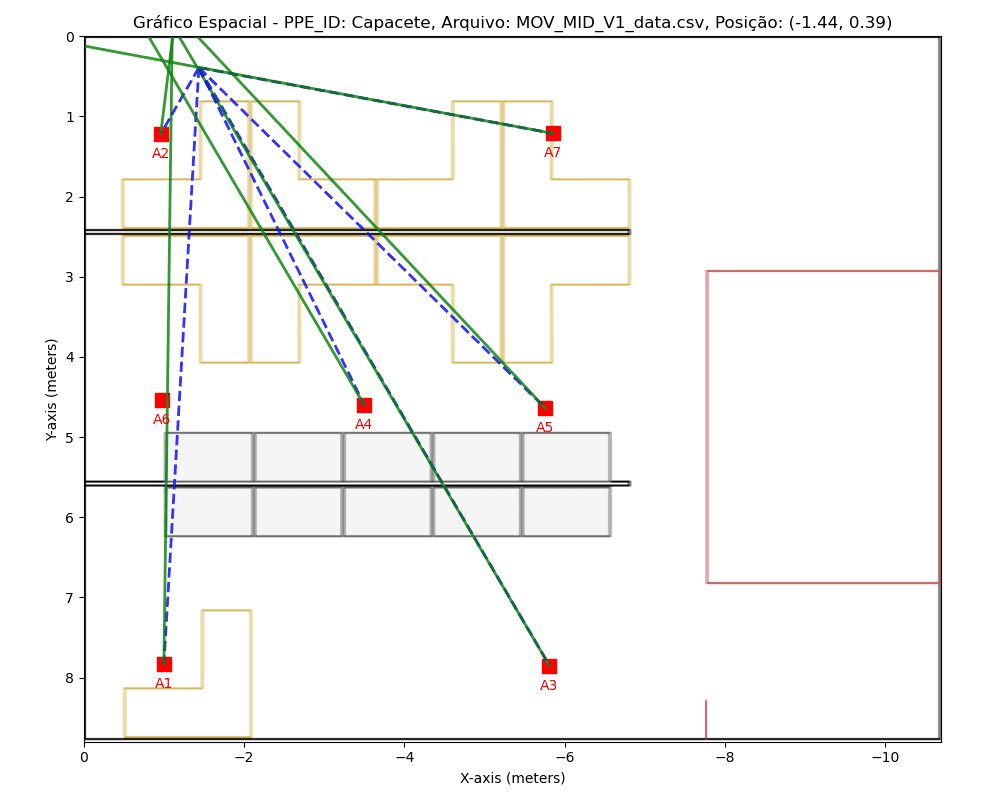 Gráfico Espacial - PPE_ID: Capacete, Arquivo: MOV_MID_V1_data.csv, Posição: (-1.44, 0.39)
0
1
A2
A7
2
3
4
Y-axis (meters)
A6
A4
A5
5
6
7
8
A1
A3
0
−2
−4
−6
−8
−10
X-axis (meters)